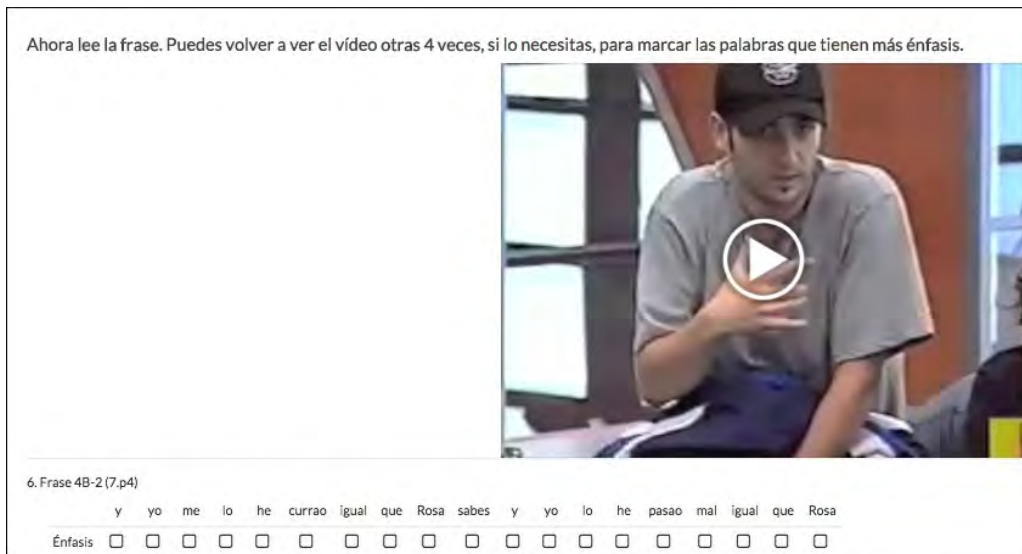 Ahora lee la frase. Puedes volver a ver el vídeo otras 4 veces, si lo necesitas, para marcar las palabras que tienen más énfasis.
6. Frase 4B-2 (7.p4)
y yo me lo he currao igual que Rosa sabes y yo lo he pasao mal igual que Rosa
Énfasis